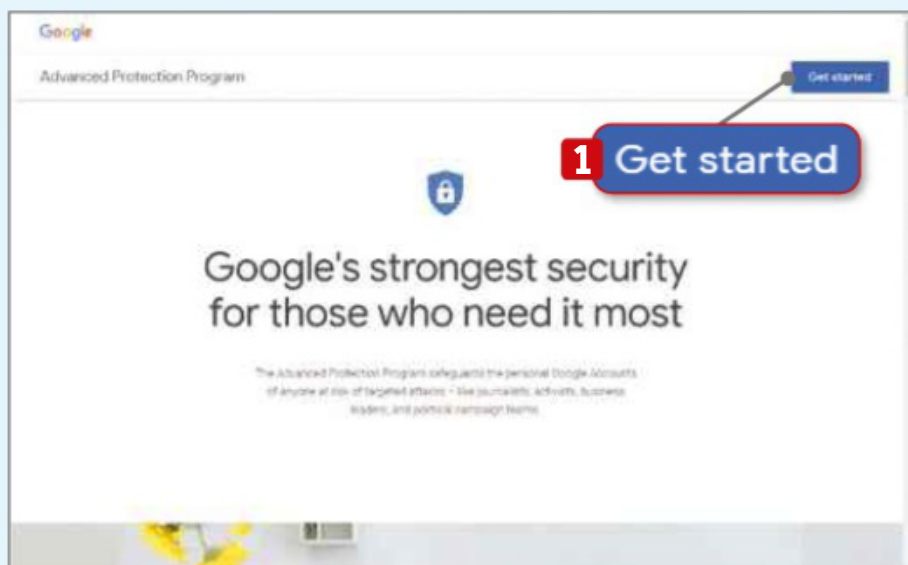 Google
Advanced Protection Program
Get started
1 Get started
Google's strongest security
for those who need it most
The Advanced Protection Program safeguards the personal Google Accounts
of anyone at risk of targeted attacks – like journalists, activists, business
leaders, and political campaign teams.